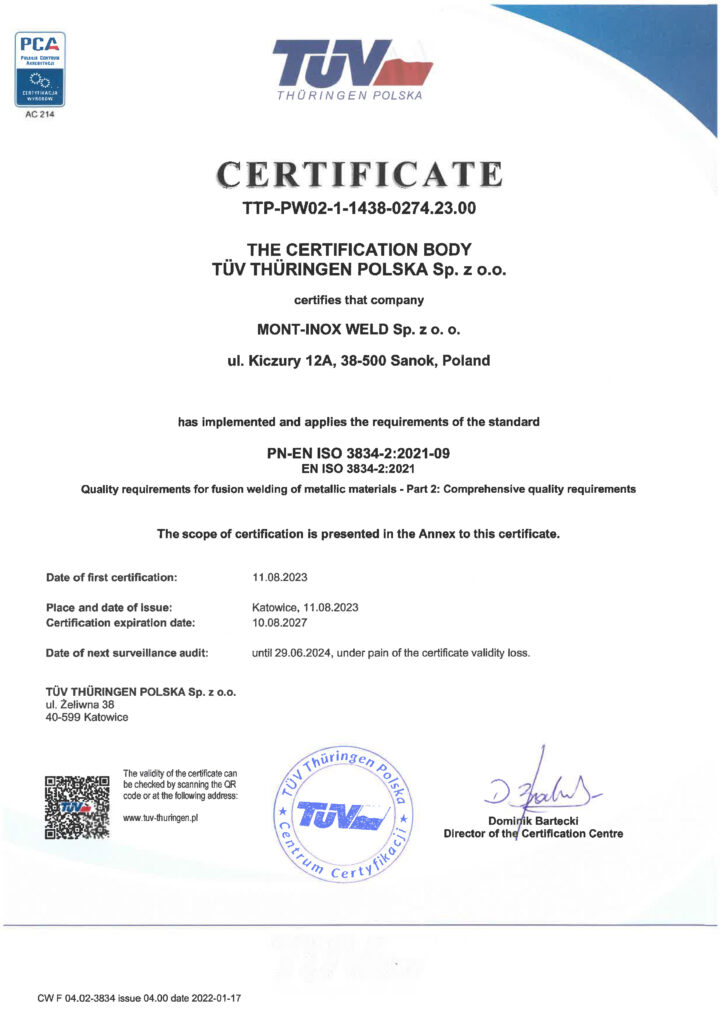 PCA
POLSKIE CENTRUM
AKREDYTACJI
CERTYFIKACJA
WYROBÓW
AC 214
TÜV
THÜRINGEN POLSKA
CERTIFICATE
TTP-PW02-1-1438-0274.23.00
THE CERTIFICATION BODY
TÜV THÜRINGEN POLSKA Sp. z o.o.
certifies that company
MONT-INOX WELD Sp. z o. o.
ul. Kiczury 12A, 38-500 Sanok, Poland
has implemented and applies the requirements of the standard
PN-EN ISO 3834-2:2021-09
EN ISO 3834-2:2021
Quality requirements for fusion welding of metallic materials - Part 2: Comprehensive quality requirements
The scope of certification is presented in the Annex to this certificate.
Date of first certification: 11.08.2023
Place and date of issue: Katowice, 11.08.2023
Certification expiration date: 10.08.2027
Date of next surveillance audit: until 29.06.2024, under pain of the certificate validity loss.
TÜV THÜRINGEN POLSKA Sp. z o.o.
ul. Żeliwna 38
40-599 Katowice
TÜV
The validity of the certificate can
be checked by scanning the QR
code or at the following address:
www.tuv-thuringen.pl
TÜV Thüringen Polska
TÜV
Centrum Certyfikacji
Dominik Bartecki
Director of the Certification Centre
CW F 04.02-3834 issue 04.00 date 2022-01-17